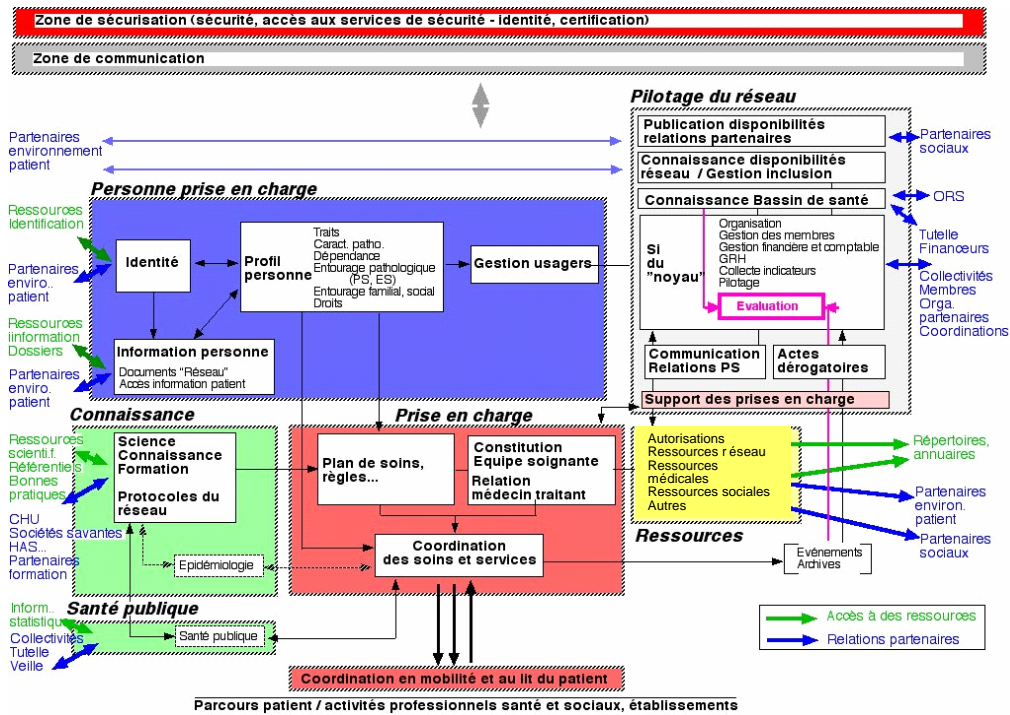 Zone de sécurisation (sécurité, accès aux services de sécurité - identité, certification)
Zone de communication
Pilotage du réseau
Publication disponibilités
relations partenaires
Connaissance disponibilités
réseau / Gestion inclusion
Connaissance Bassin de santé
Si
du
"noyau"
Organisation
Gestion des membres
Gestion financière et comptable
GRH
Collecte indicateurs
Pilotage
Evaluation
Communication
Relations PS
Actes
dérogatoires
Support des prises en charge
Partenaires
sociaux
ORS
Tutelle
Financeurs
Collectivités
Membres
Orga.
partenaires
Coordinations
Partenaires
environnement
patient
Personne prise en charge
Ressources
Identification
Partenaires
enviro..
patient
Ressources
iinformation
Dossiers
Partenaires
enviro.
patient
Identité
Profil
personne
Traits
Caract. patho.
Dépendance
Entourage pathologique
(PS, ES)
Entourage familial, social
Droits
Gestion usagers
Information personne
Documents "Réseau"
Accès information patient
Connaissance
Ressources
scienti.f.
Référentiels
Bonnes
pratiques
CHU
Sociétés savantes
HAS...
Partenaires
formation
Science
Connaissance
Formation
Protocoles du
réseau
Epidémiologie
Prise en charge
Plan de soins,
règles...
Constitution
Equipe soignante
Relation
médecin traitant
Coordination
des soins et services
Autorisations
Ressources r éseau
Ressources
médicales
Ressources sociales
Autres
Ressources
Répertoires,
annuaires
Partenaires
environ.
patient
Partenaires
sociaux
Evénements
Archives
Santé publique
Inform..
statistique
Collectivités
Tutelle
Veille
Santé publique
Accès à des ressources
Relations partenaires
Coordination en mobilité et au lit du patient
Parcours patient / activités professionnels santé et sociaux, établissements